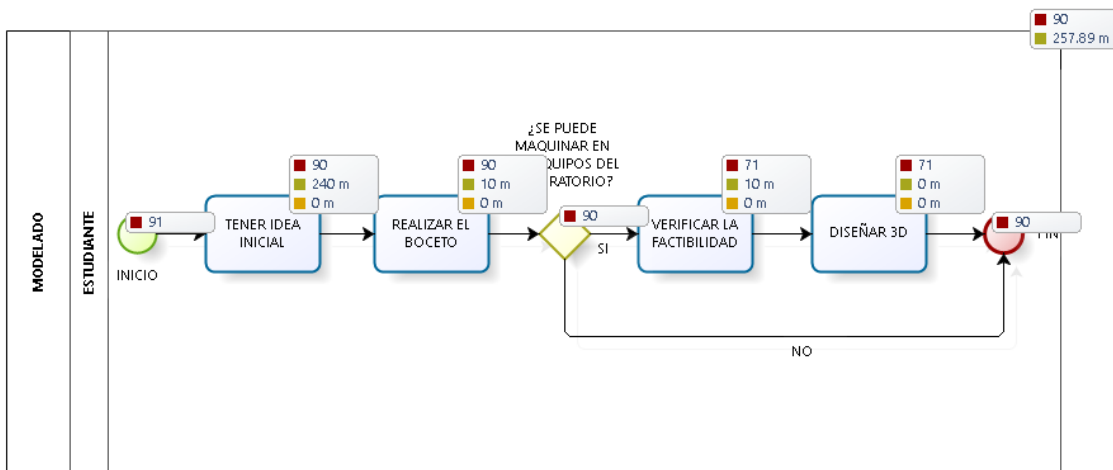 90
257.89 m
MODELADO
ESTUDIANTE
91
INICIO
90
240 m
0 m
TENER IDEA
INICIAL
90
10 m
0 m
REALIZAR EL
BOCETO
¿SE PUEDE
MAQUINAR EN
QUIPOS DEL
RATORIO?
90
SI
NO
71
10 m
0 m
VERIFICAR LA
FACTIBILIDAD
71
0 m
0 m
DISEÑAR 3D
90
FIN